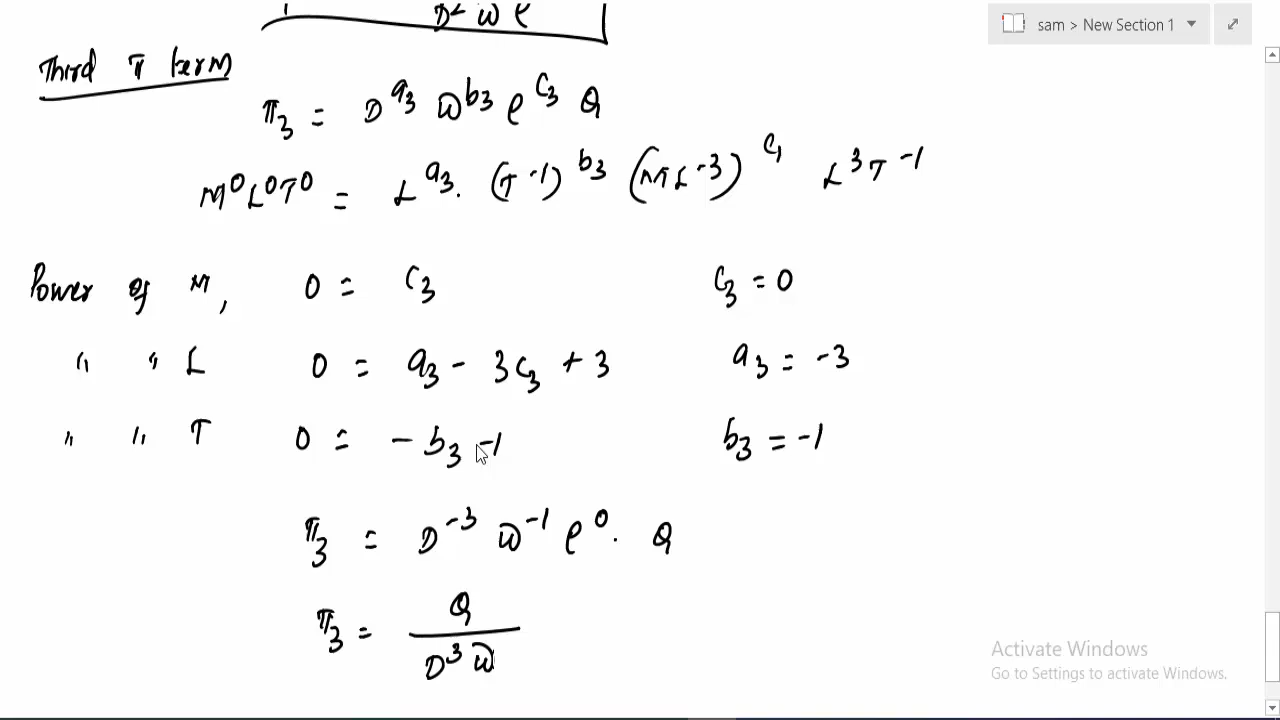 D² ω ρ
sam > New Section 1
Third π term
π₃ = D^a₃ ω^b₃ ρ^c₃ Q
M⁰L⁰T⁰ = L^a₃ . (T⁻¹)^b₃ (ML⁻³)^c₁ L³T⁻¹
Power of M, 0 = c₃ c₃ = 0
" " L 0 = a₃ - 3c₃ + 3 a₃ = -3
" " T 0 = - b₃ -1 b₃ = -1
π₃ = D⁻³ ω⁻¹ ρ⁰ . Q
π₃ = Q
D³ ω
Activate Windows
Go to Settings to activate Windows.